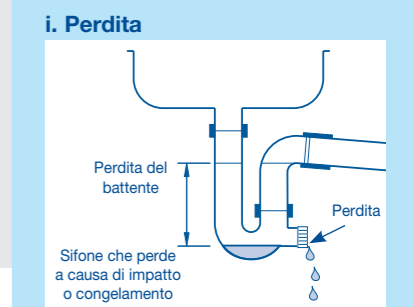 i. Perdita
Perdita del
battente
Perdita
Sifone che perde
a causa di impatto
o congelamento